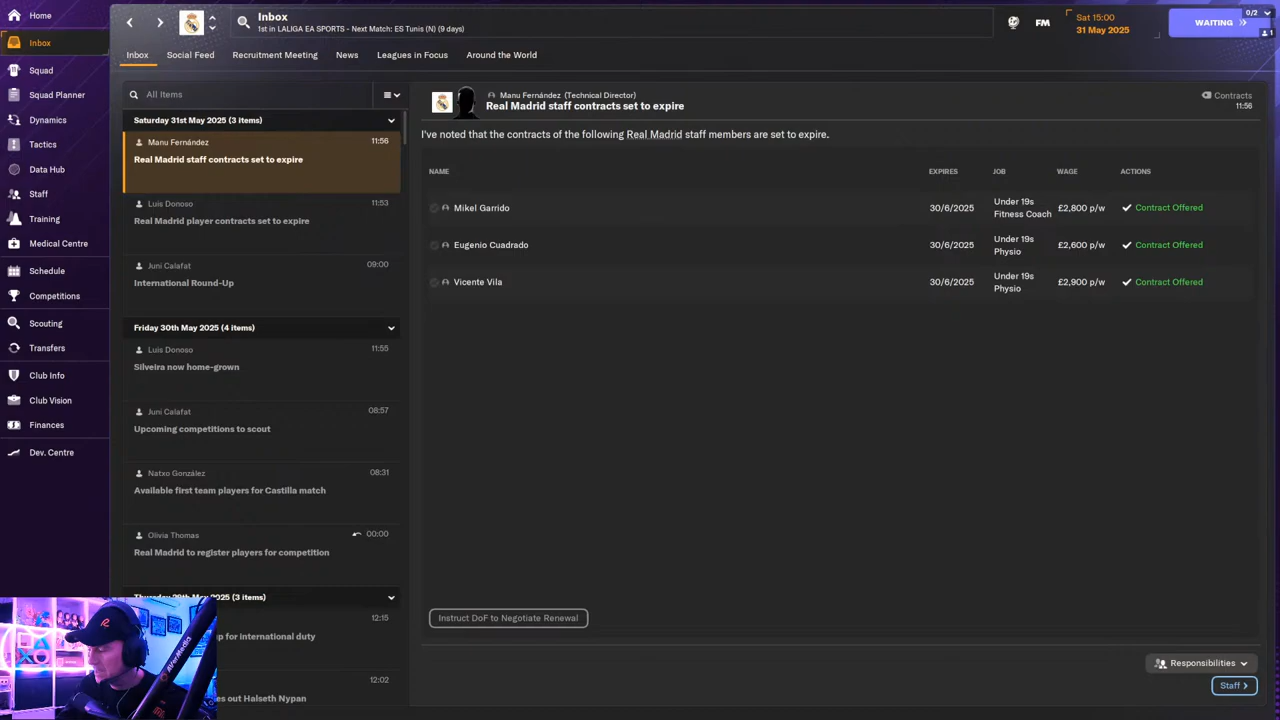 Home
Inbox
Squad
Squad Planner
Dynamics
Tactics
Data Hub
Staff
Training
Medical Centre
Schedule
Competitions
Scouting
Transfers
Club Info
Club Vision
Finances
Dev. Centre
Inbox
1st in LALIGA EA SPORTS - Next Match: ES Tunis (N) (9 days)
FM
Sat 15:00
31 May 2025
WAITING
0/2
1
Inbox
Social Feed
Recruitment Meeting
News
Leagues in Focus
Around the World
All Items
Saturday 31st May 2025 (3 items)
Manu Fernández
11:56
Real Madrid staff contracts set to expire
Luis Donoso
11:53
Real Madrid player contracts set to expire
Juni Calafat
09:00
International Round-Up
Friday 30th May 2025 (4 items)
Luis Donoso
11:55
Silveira now home-grown
Juni Calafat
08:57
Upcoming competitions to scout
Natxo González
08:31
Available first team players for Castilla match
Olivia Thomas
00:00
Real Madrid to register players for competition
Thursday 29th May 2025 (3 items)
12:15
up for international duty
12:02
es out Halseth Nypan
Manu Fernández (Technical Director)
Real Madrid staff contracts set to expire
Contracts
11:56
I've noted that the contracts of the following Real Madrid staff members are set to expire.
NAME
EXPIRES
JOB
WAGE
ACTIONS
Mikel Garrido
30/6/2025
Under 19s
Fitness Coach
£2,800 p/w
Contract Offered
Eugenio Cuadrado
30/6/2025
Under 19s
Physio
£2,600 p/w
Contract Offered
Vicente Vila
30/6/2025
Under 19s
Physio
£2,900 p/w
Contract Offered
Instruct DoF to Negotiate Renewal
Responsibilities
Staff
AVerMedia